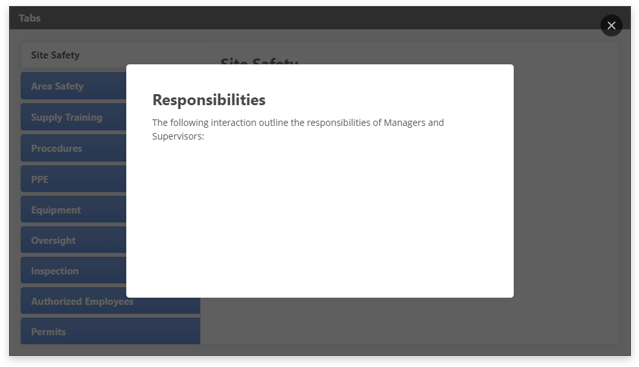 Tabs
Site Safety
Site Safety
Area Safety
Supply Training
Procedures
PPE
Equipment
Oversight
Inspection
Authorized Employees
Permits
Responsibilities
The following interaction outline the responsibilities of Managers and
Supervisors: